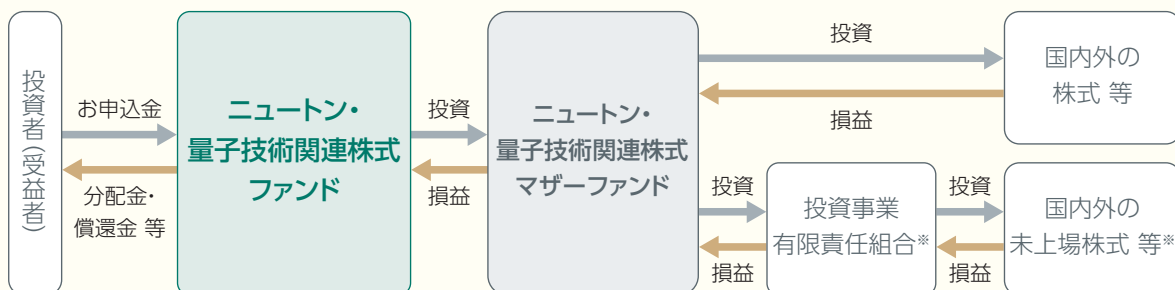 投資者（受益者）
お申込金
分配金・
償還金 等
ニュートン・
量子技術関連株式
ファンド
投資
損益
ニュートン・
量子技術関連株式
マザーファンド
投資
損益
国内外の
株式 等
投資
損益
投資事業
有限責任組合※
投資
損益
国内外の
未上場株式 等※